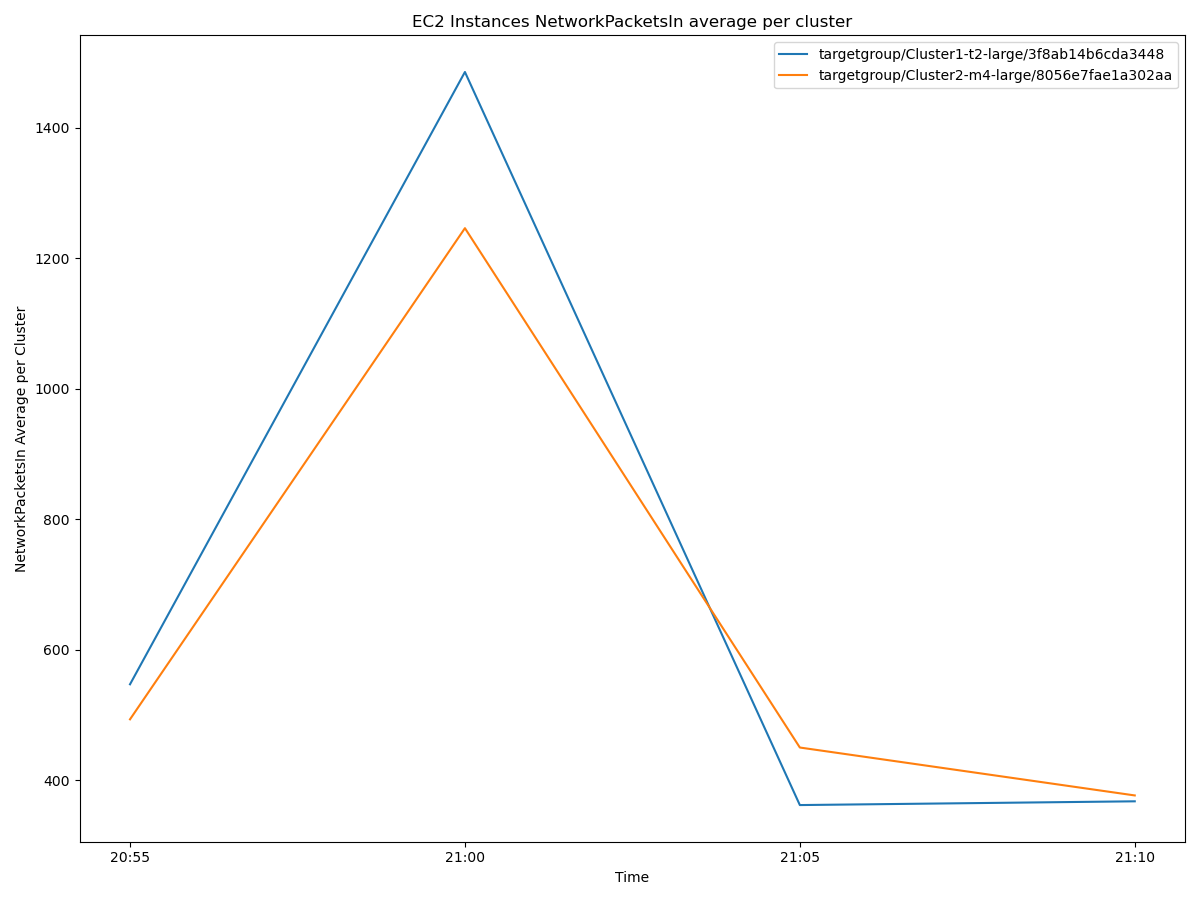 EC2 Instances NetworkPacketsIn average per cluster
targetgroup/Cluster1-t2-large/3f8ab14b6cda3448
targetgroup/Cluster2-m4-large/8056e7fae1a302aa
NetworkPacketsIn Average per Cluster
1400
1200
1000
800
600
400
20:55
21:00
21:05
21:10
Time